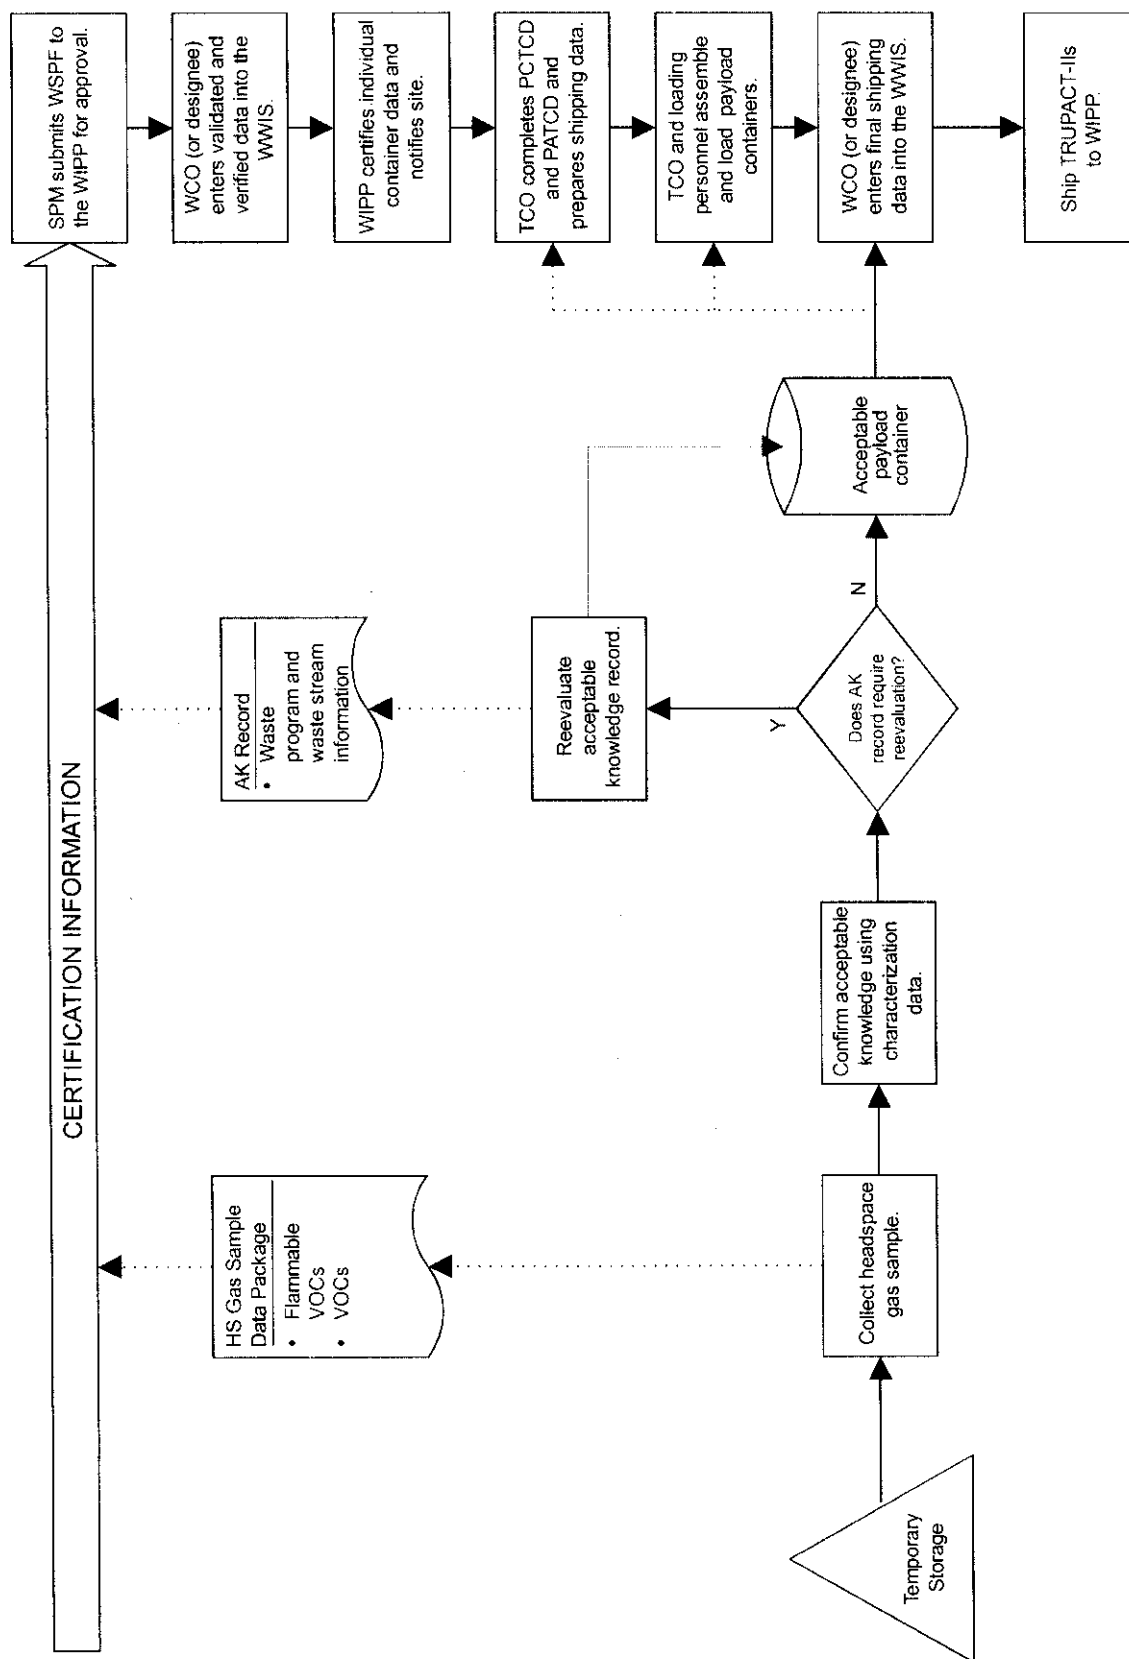 CERTIFICATION INFORMATION
SPM submits WSPF to
the WIPP for approval.
WCO (or designee)
enters validated and
verified data into the
WWIS.
WIPP certifies individual
container data and
notifies site.
TCO completes PCTCD
and PATCD and
prepares shipping data.
TCO and loading
personnel assemble
and load payload
containers.
WCO (or designee)
enters final shipping
data into the WWIS.
Ship TRUPACT-IIs
to WIPP.
HS Gas Sample
Data Package
• Flammable
VOCs
• VOCs
AK Record
• Waste
program and
waste stream
information
Reevaluate
acceptable
knowledge record.
Temporary
Storage
Collect headspace
gas sample.
Confirm acceptable
knowledge using
characterization
data.
Does AK
record require
reevaluation?
Y
N
Acceptable
payload
container